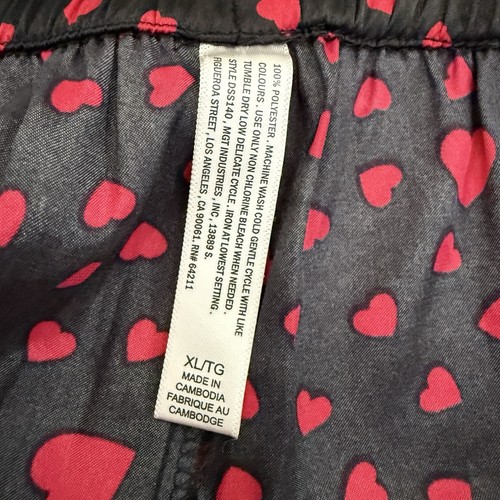 100% POLYESTER . MACHINE WASH COLD GENTLE CYCLE WITH LIKE
COLOURS . USE ONLY NON CHLORINE BLEACH WHEN NEEDED .
TUMBLE DRY LOW DELICATE CYCLE . IRON AT LOWEST SETTING .
STYLE DSS140 , MGT INDUSTRIES , INC , 13889 S.
FIGUEROA STREET , LOS ANGELES , CA 90061. RN# 64211
XL/TG
MADE IN
CAMBODIA
FABRIQUE AU
CAMBODGE